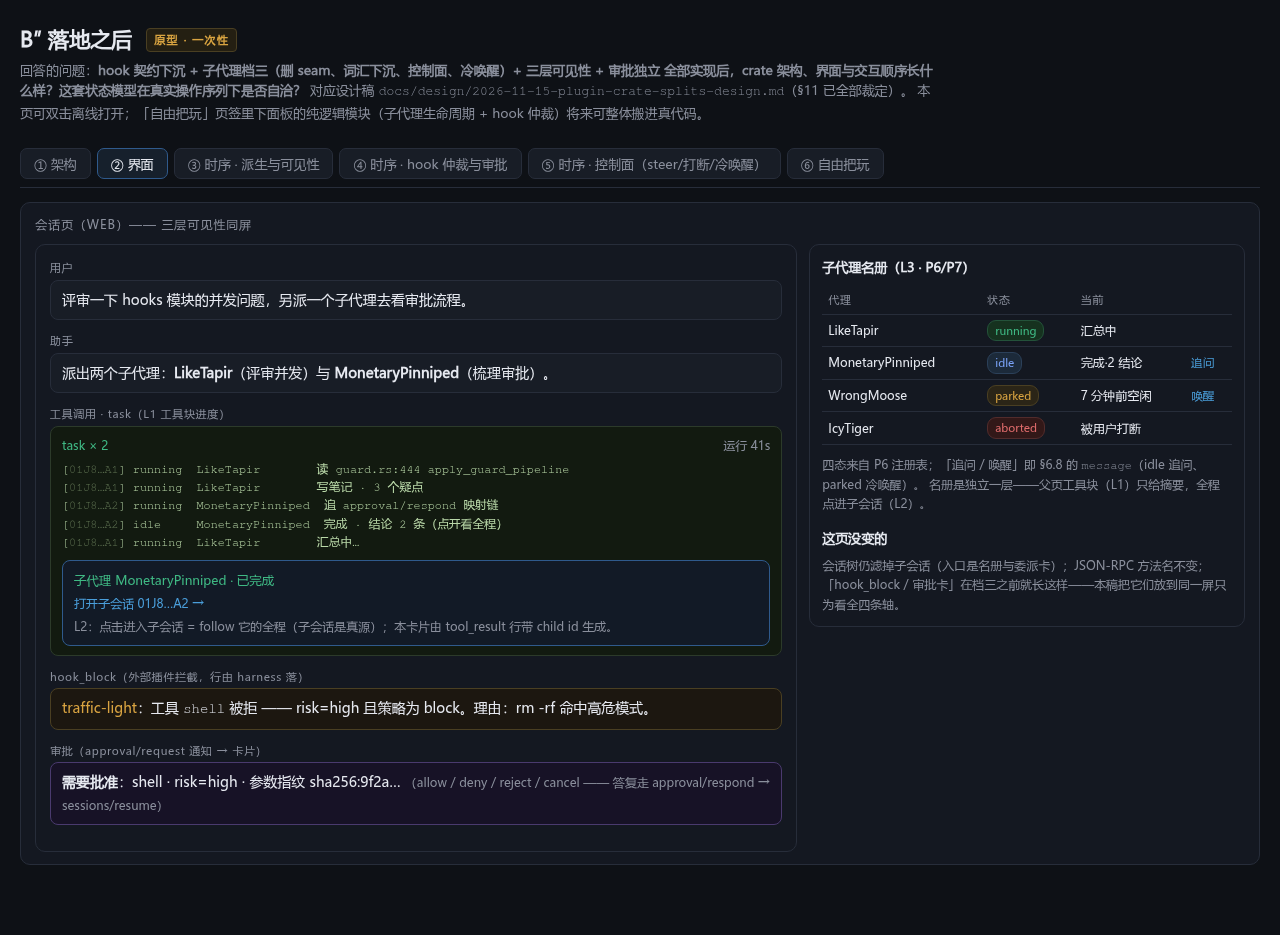 B″ 落地之后 原型 · 一次性
回答的问题：hook 契约下沉 + 子代理档三（删 seam、词汇下沉、控制面、冷唤醒）+ 三层可见性 + 审批独立 全部实现后，crate 架构、界面与交互顺序长什
么样？这套状态模型在真实操作序列下是否自洽？ 对应设计稿 docs/design/2026-11-15-plugin-crate-splits-design.md（§11 已全部裁定）。 本
页可双击离线打开；「自由把玩」页签里下面板的纯逻辑模块（子代理生命周期 + hook 仲裁）将来可整体搬进真代码。
① 架构 ② 界面 ③ 时序 · 派生与可见性 ④ 时序 · hook 仲裁与审批 ⑤ 时序 · 控制面（steer/打断/冷唤醒） ⑥ 自由把玩
会话页（WEB）—— 三层可见性同屏
用户
评审一下 hooks 模块的并发问题，另派一个子代理去看审批流程。
助手
派出两个子代理：LikeTapir（评审并发）与 MonetaryPinniped（梳理审批）。
工具调用 · task（L1 工具块进度）
task × 2 运行 41s
[01J8…A1] running LikeTapir 读 guard.rs:444 apply_guard_pipeline
[01J8…A1] running LikeTapir 写笔记 · 3 个疑点
[01J8…A2] running MonetaryPinniped 追 approval/respond 映射链
[01J8…A2] idle MonetaryPinniped 完成 · 结论 2 条（点开看全程）
[01J8…A1] running LikeTapir 汇总中…
子代理 MonetaryPinniped · 已完成
打开子会话 01J8…A2 →
L2：点击进入子会话 = follow 它的全程（子会话是真源）；本卡片由 tool_result 行带 child id 生成。
hook_block（外部插件拦截，行由 harness 落）
traffic-light：工具 shell 被拒 —— risk=high 且策略为 block。理由：rm -rf 命中高危模式。
审批（approval/request 通知 → 卡片）
需要批准：shell · risk=high · 参数指纹 sha256:9f2a… （allow / deny / reject / cancel —— 答复走 approval/respond →
sessions/resume）
子代理名册（L3 · P6/P7）
代理 状态 当前
LikeTapir running 汇总中
MonetaryPinniped idle 完成·2 结论 追问
WrongMoose parked 7 分钟前空闲 唤醒
IcyTiger aborted 被用户打断
四态来自 P6 注册表；「追问 / 唤醒」即 §6.8 的 message（idle 追问、
parked 冷唤醒）。 名册是独立一层——父页工具块（L1）只给摘要，全程
点进子会话（L2）。
这页没变的
会话树仍滤掉子会话（入口是名册与委派卡）；JSON-RPC 方法名不变；
「hook_block / 审批卡」在档三之前就长这样——本稿把它们放到同一屏只
为看全四条轴。